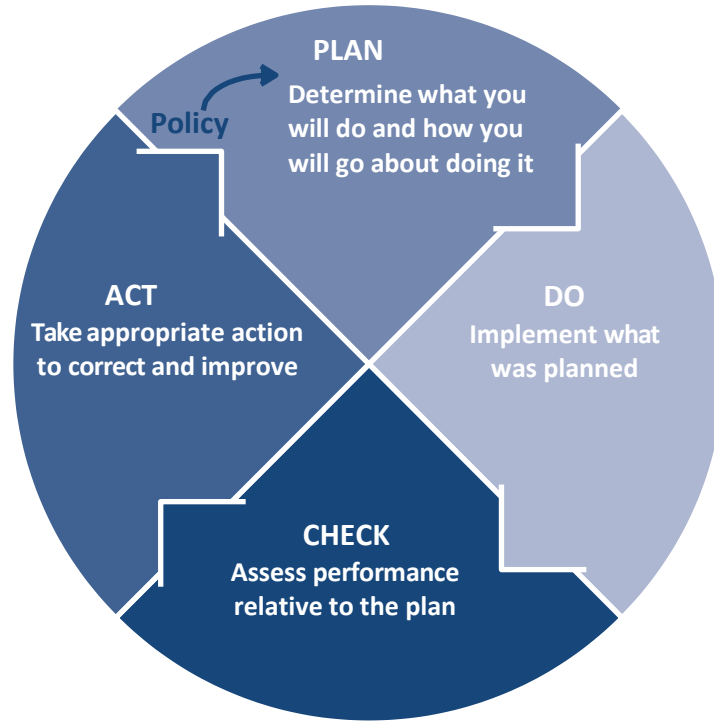 PLAN
Policy
Determine what you
will do and how you
will go about doing it
ACT
Take appropriate action
to correct and improve
DO
Implement what
was planned
CHECK
Assess performance
relative to the plan